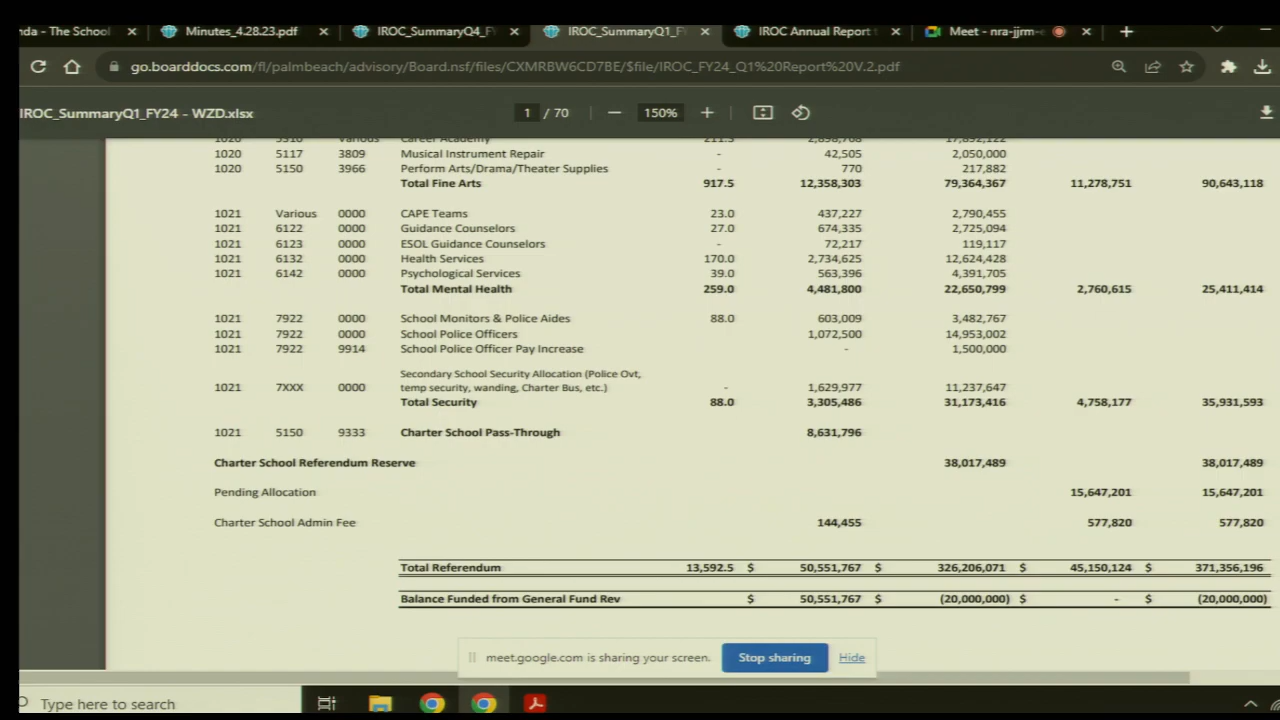 nda - The School × Minutes_4.28.23.pdf × IROC_SummaryQ4_F × IROC_SummaryQ1_F × IROC Annual Report × Meet - nra-jjrm- × +
go.boarddocs.com/fl/palmbeach/advisory/Board.nsf/files/CXMRBW6CD7BE/$file/IROC_FY24_Q1%20Report%20V.2.pdf
IROC_SummaryQ1_FY24 - WZD.xlsx 1 / 70 — 150% +
1020 5310 Various Career Academy 211.5 2,898,708 17,892,122
1020 5117 3809 Musical Instrument Repair - 42,505 2,050,000
1020 5150 3966 Perform Arts/Drama/Theater Supplies - 770 217,882
Total Fine Arts 917.5 12,358,303 79,364,367 11,278,751 90,643,118
1021 Various 0000 CAPE Teams 23.0 437,227 2,790,455
1021 6122 0000 Guidance Counselors 27.0 674,335 2,725,094
1021 6123 0000 ESOL Guidance Counselors - 72,217 119,117
1021 6132 0000 Health Services 170.0 2,734,625 12,624,428
1021 6142 0000 Psychological Services 39.0 563,396 4,391,705
Total Mental Health 259.0 4,481,800 22,650,799 2,760,615 25,411,414
1021 7922 0000 School Monitors & Police Aides 88.0 603,009 3,482,767
1021 7922 0000 School Police Officers 1,072,500 14,953,002
1021 7922 9914 School Police Officer Pay Increase - 1,500,000
Secondary School Security Allocation (Police Ovt,
1021 7XXX 0000 temp security, wanding, Charter Bus, etc.) - 1,629,977 11,237,647
Total Security 88.0 3,305,486 31,173,416 4,758,177 35,931,593
1021 5150 9333 Charter School Pass-Through 8,631,796
Charter School Referendum Reserve 38,017,489 38,017,489
Pending Allocation 15,647,201 15,647,201
Charter School Admin Fee 144,455 577,820 577,820
Total Referendum 13,592.5 $ 50,551,767 $ 326,206,071 $ 45,150,124 $ 371,356,196
Balance Funded from General Fund Rev $ 50,551,767 $ (20,000,000) $ - $ (20,000,000)
meet.google.com is sharing your screen. Stop sharing Hide
Type here to search